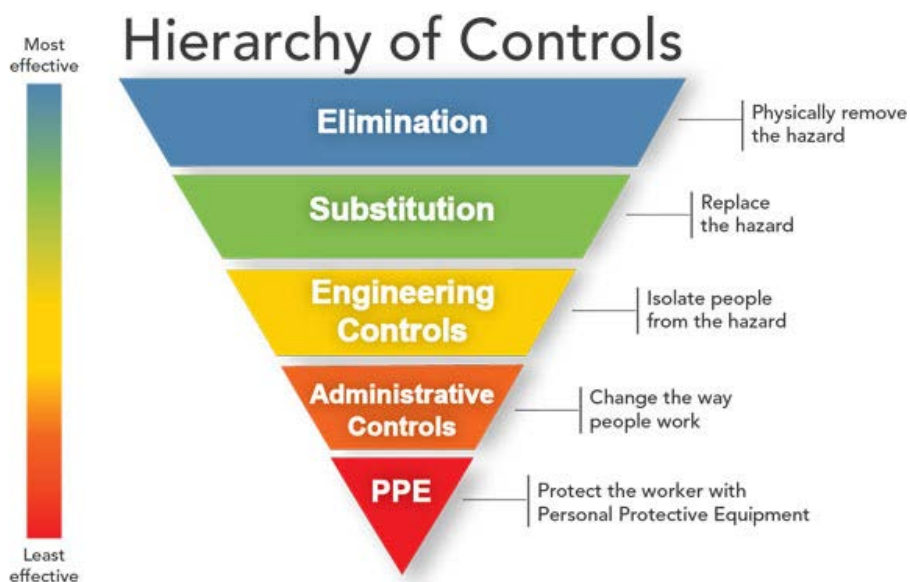 Hierarchy of Controls
Most
effective
Elimination
Physically remove
the hazard
Substitution
Replace
the hazard
Engineering
Controls
Isolate people
from the hazard
Administrative
Controls
Change the way
people work
PPE
Protect the worker with
Personal Protective Equipment
Least
effective